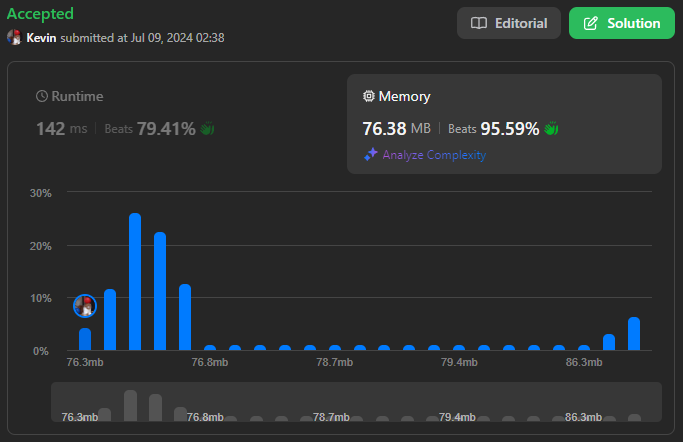 Accepted
Kevin submitted at Jul 09, 2024 02:38
Editorial
Solution
Runtime
142 ms | Beats 79.41%
Memory
76.38 MB | Beats 95.59%
Analyze Complexity
30%
20%
10%
0%
76.3mb 76.8mb 78.7mb 79.4mb 86.3mb
76.3mb 76.8mb 78.7mb 79.4mb 86.3mb